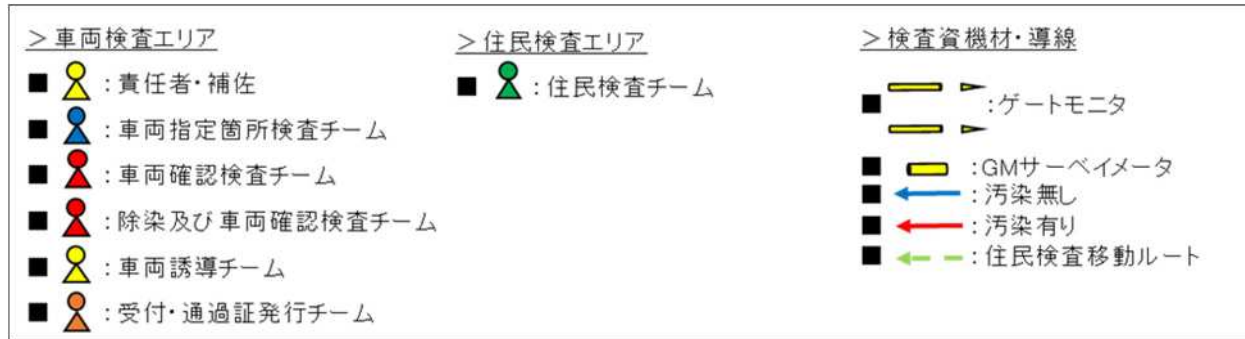 ＞車両検査エリア
■ ：責任者・補佐
■ ：車両指定箇所検査チーム
■ ：車両確認検査チーム
■ ：除染及び車両確認検査チーム
■ ：車両誘導チーム
■ ：受付・通過証発行チーム
＞住民検査エリア
■ ：住民検査チーム
＞検査資機材・導線
■ ：ゲートモニタ
■ ：GMサーベイメータ
■ ：汚染無し
■ ：汚染有り
■ ：住民検査移動ルート